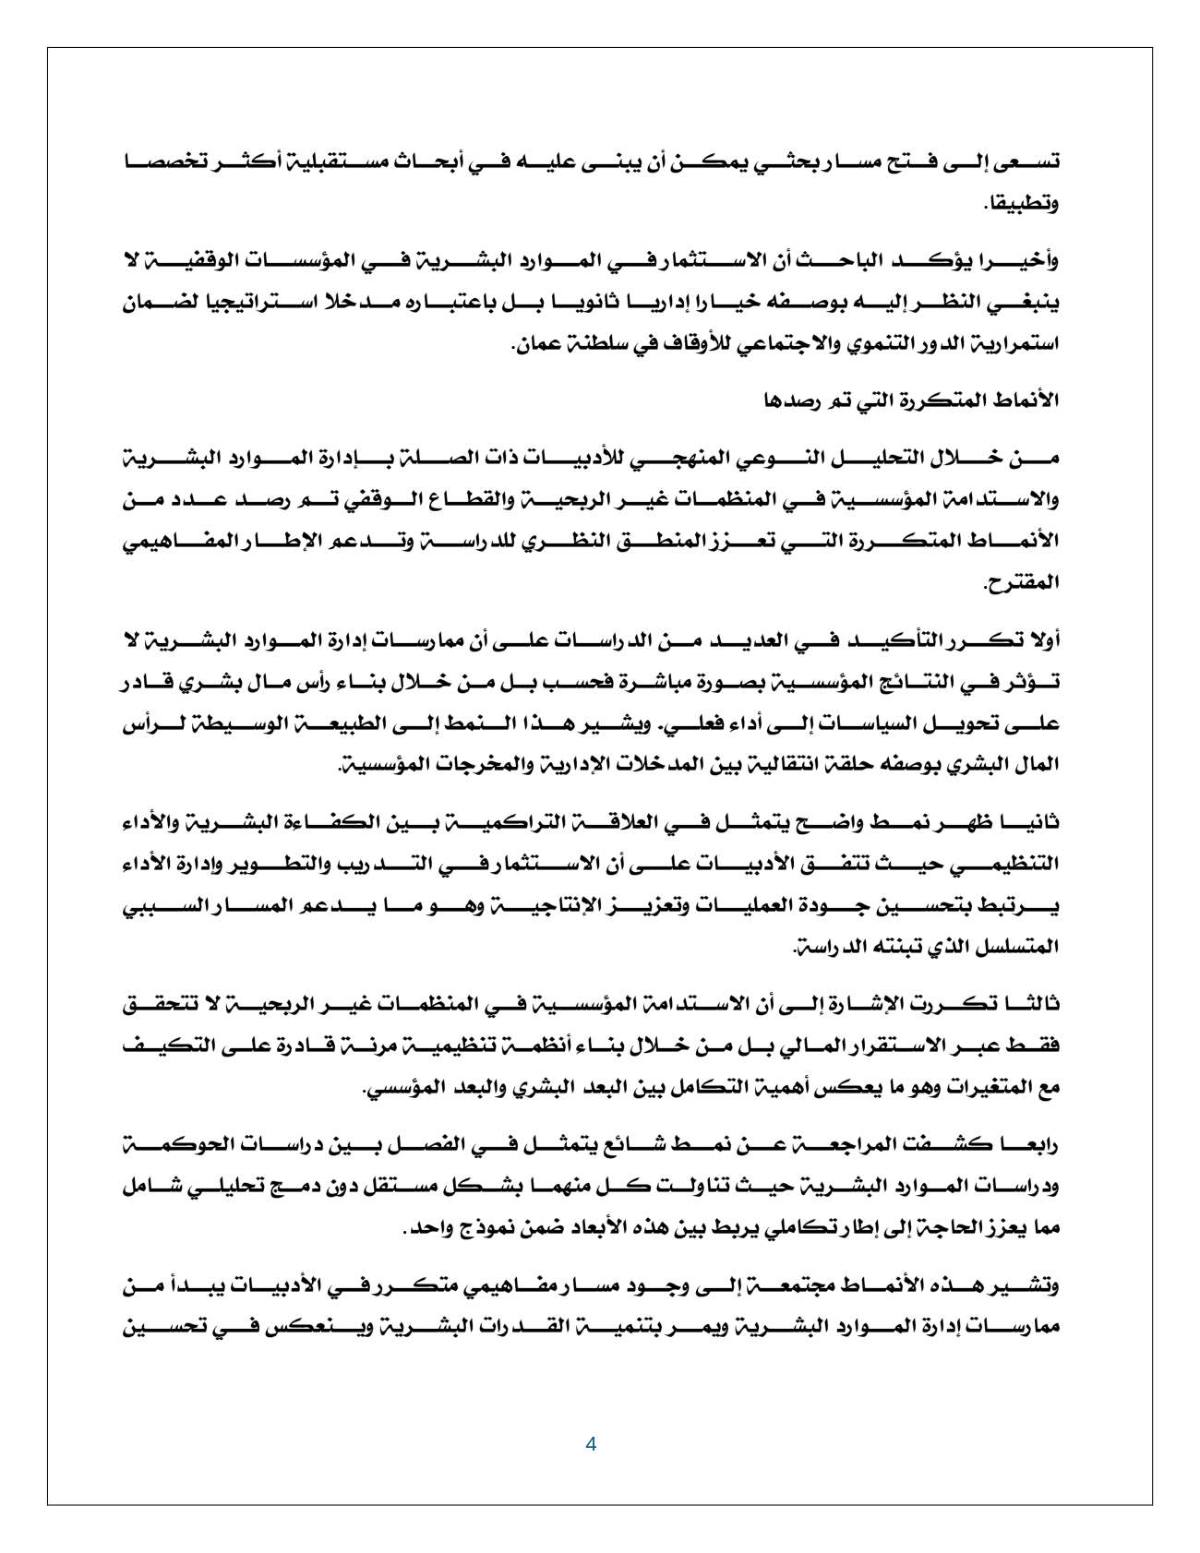 تسعى إلى فتح مسار بحثي يمكن أن يبنى عليه في أبحاث مستقبلية أكثر تخصصا
وتطبيقا.
وأخيرا يؤكد الباحث أن الاستثمار في الموارد البشرية في المؤسسات الوقفية لا
ينبغي النظر إليه بوصفه خيارا إداريا ثانويا بل باعتباره مدخلا استراتيجيا لضمان
استمرارية الدور التنموي والاجتماعي للأوقاف في سلطنة عمان.
الأنماط المتكررة التي تم رصدها
من خلال التحليل النوعي المنهجي للأدبيات ذات الصلة بإدارة الموارد البشرية
والاستدامة المؤسسية في المنظمات غير الربحية والقطاع الوقفي تم رصد عدد من
الأنماط المتكررة التي تعزز المنطق النظري للدراسة وتدعم الإطار المفاهيمي
المقترح.
أولا تكرر التأكيد في العديد من الدراسات على أن ممارسات إدارة الموارد البشرية لا
تؤثر في النتائج المؤسسية بصورة مباشرة فحسب بل من خلال بناء رأس مال بشري قادر
على تحويل السياسات إلى أداء فعلي. ويشير هذا النمط إلى الطبيعة الوسيطة لرأس
المال البشري بوصفه حلقة انتقالية بين المدخلات الإدارية والمخرجات المؤسسية.
ثانيا ظهر نمط واضح يتمثل في العلاقة التراكمية بين الكفاءة البشرية والأداء
التنظيمي حيث تتفق الأدبيات على أن الاستثمار في التدريب والتطوير وإدارة الأداء
يرتبط بتحسين جودة العمليات وتعزيز الإنتاجية وهو ما يدعم المسار السببي
المتسلسل الذي تبنته الدراسة.
ثالثا تكررت الإشارة إلى أن الاستدامة المؤسسية في المنظمات غير الربحية لا تتحقق
فقط عبر الاستقرار المالي بل من خلال بناء أنظمة تنظيمية مرنة قادرة على التكيف
مع المتغيرات وهو ما يعكس أهمية التكامل بين البعد البشري والبعد المؤسسي.
رابعا كشفت المراجعة عن نمط شائع يتمثل في الفصل بين دراسات الحوكمة
ودراسات الموارد البشرية حيث تناولت كل منهما بشكل مستقل دون دمج تحليلي شامل
مما يعزز الحاجة إلى إطار تكاملي يربط بين هذه الأبعاد ضمن نموذج واحد.
وتشير هذه الأنماط مجتمعة إلى وجود مسار مفاهيمي متكرر في الأدبيات يبدأ من
ممارسات إدارة الموارد البشرية ويمر بتنمية القدرات البشرية وينعكس في تحسين
4